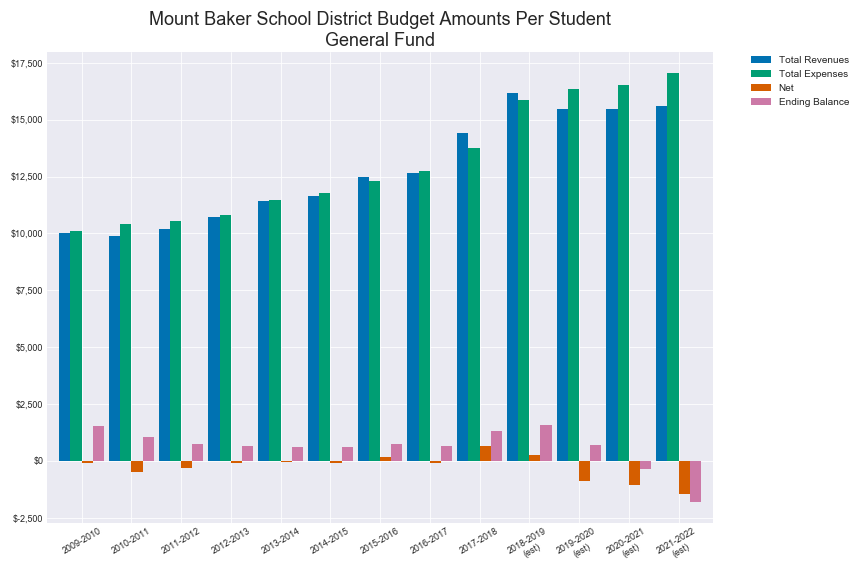 Mount Baker School District Budget Amounts Per Student
General Fund
Total Revenues
Total Expenses
Net
Ending Balance
$17,500
$15,000
$12,500
$10,000
$7,500
$5,000
$2,500
$0
$-2,500
2009-2010
2010-2011
2011-2012
2012-2013
2013-2014
2014-2015
2015-2016
2016-2017
2017-2018
2018-2019
(est)
2019-2020
(est)
2020-2021
(est)
2021-2022
(est)